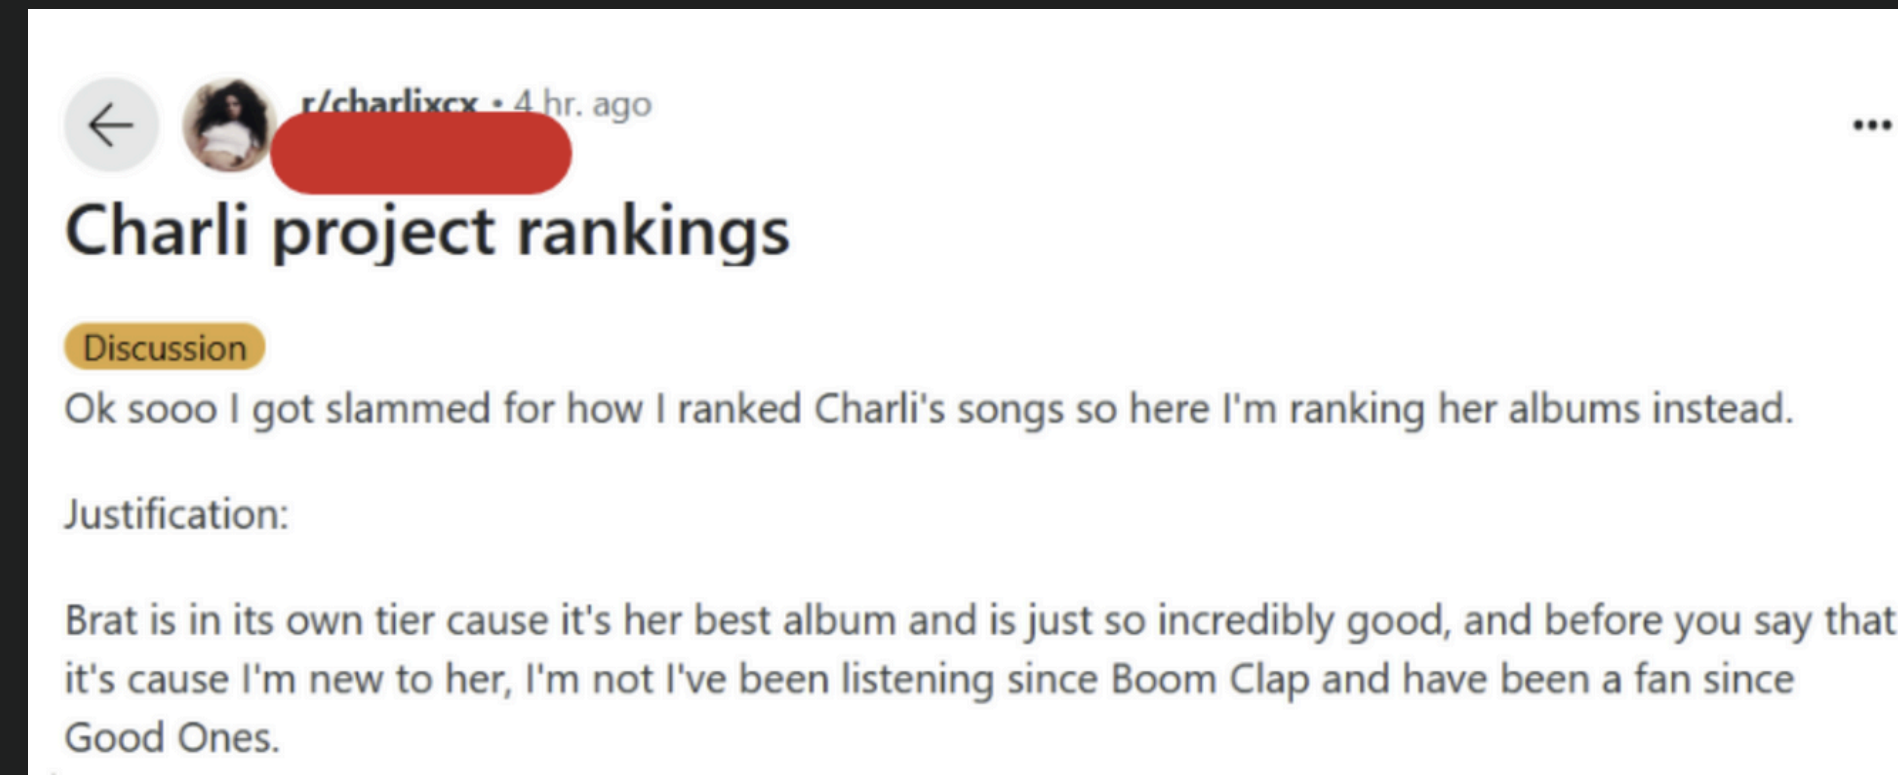 r/charlixcx • 4 hr. ago
Charli project rankings
Discussion
Ok sooo I got slammed for how I ranked Charli's songs so here I'm ranking her albums instead.
Justification:
Brat is in its own tier cause it's her best album and is just so incredibly good, and before you say that
it's cause I'm new to her, I'm not I've been listening since Boom Clap and have been a fan since
Good Ones.